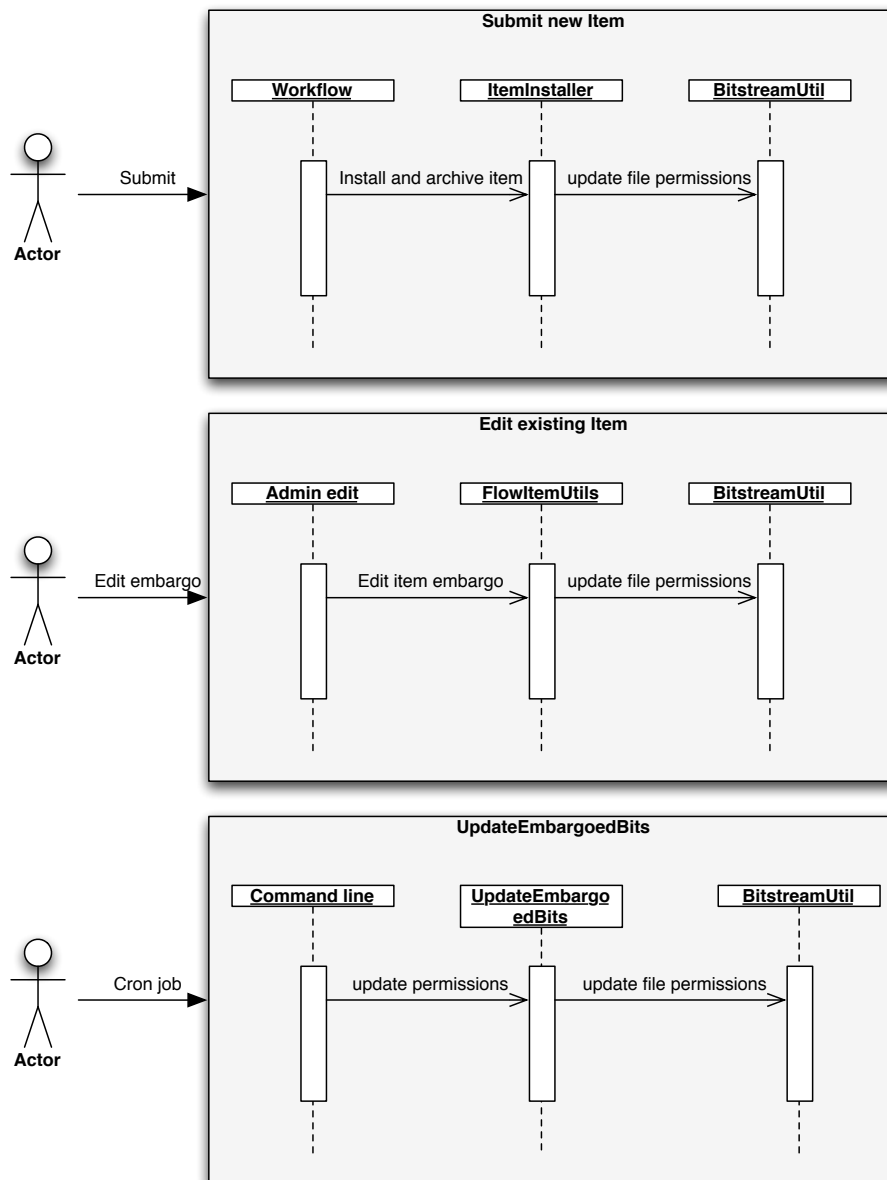 Submit new Item
Workflow
ItemInstaller
BitstreamUtil
Submit
Install and archive item
update file permissions
Actor
Edit existing Item
Admin edit
FlowItemUtils
BitstreamUtil
Edit embargo
Edit item embargo
update file permissions
Actor
UpdateEmbargoedBits
Command line
UpdateEmbargo
edBits
BitstreamUtil
Cron job
update permissions
update file permissions
Actor